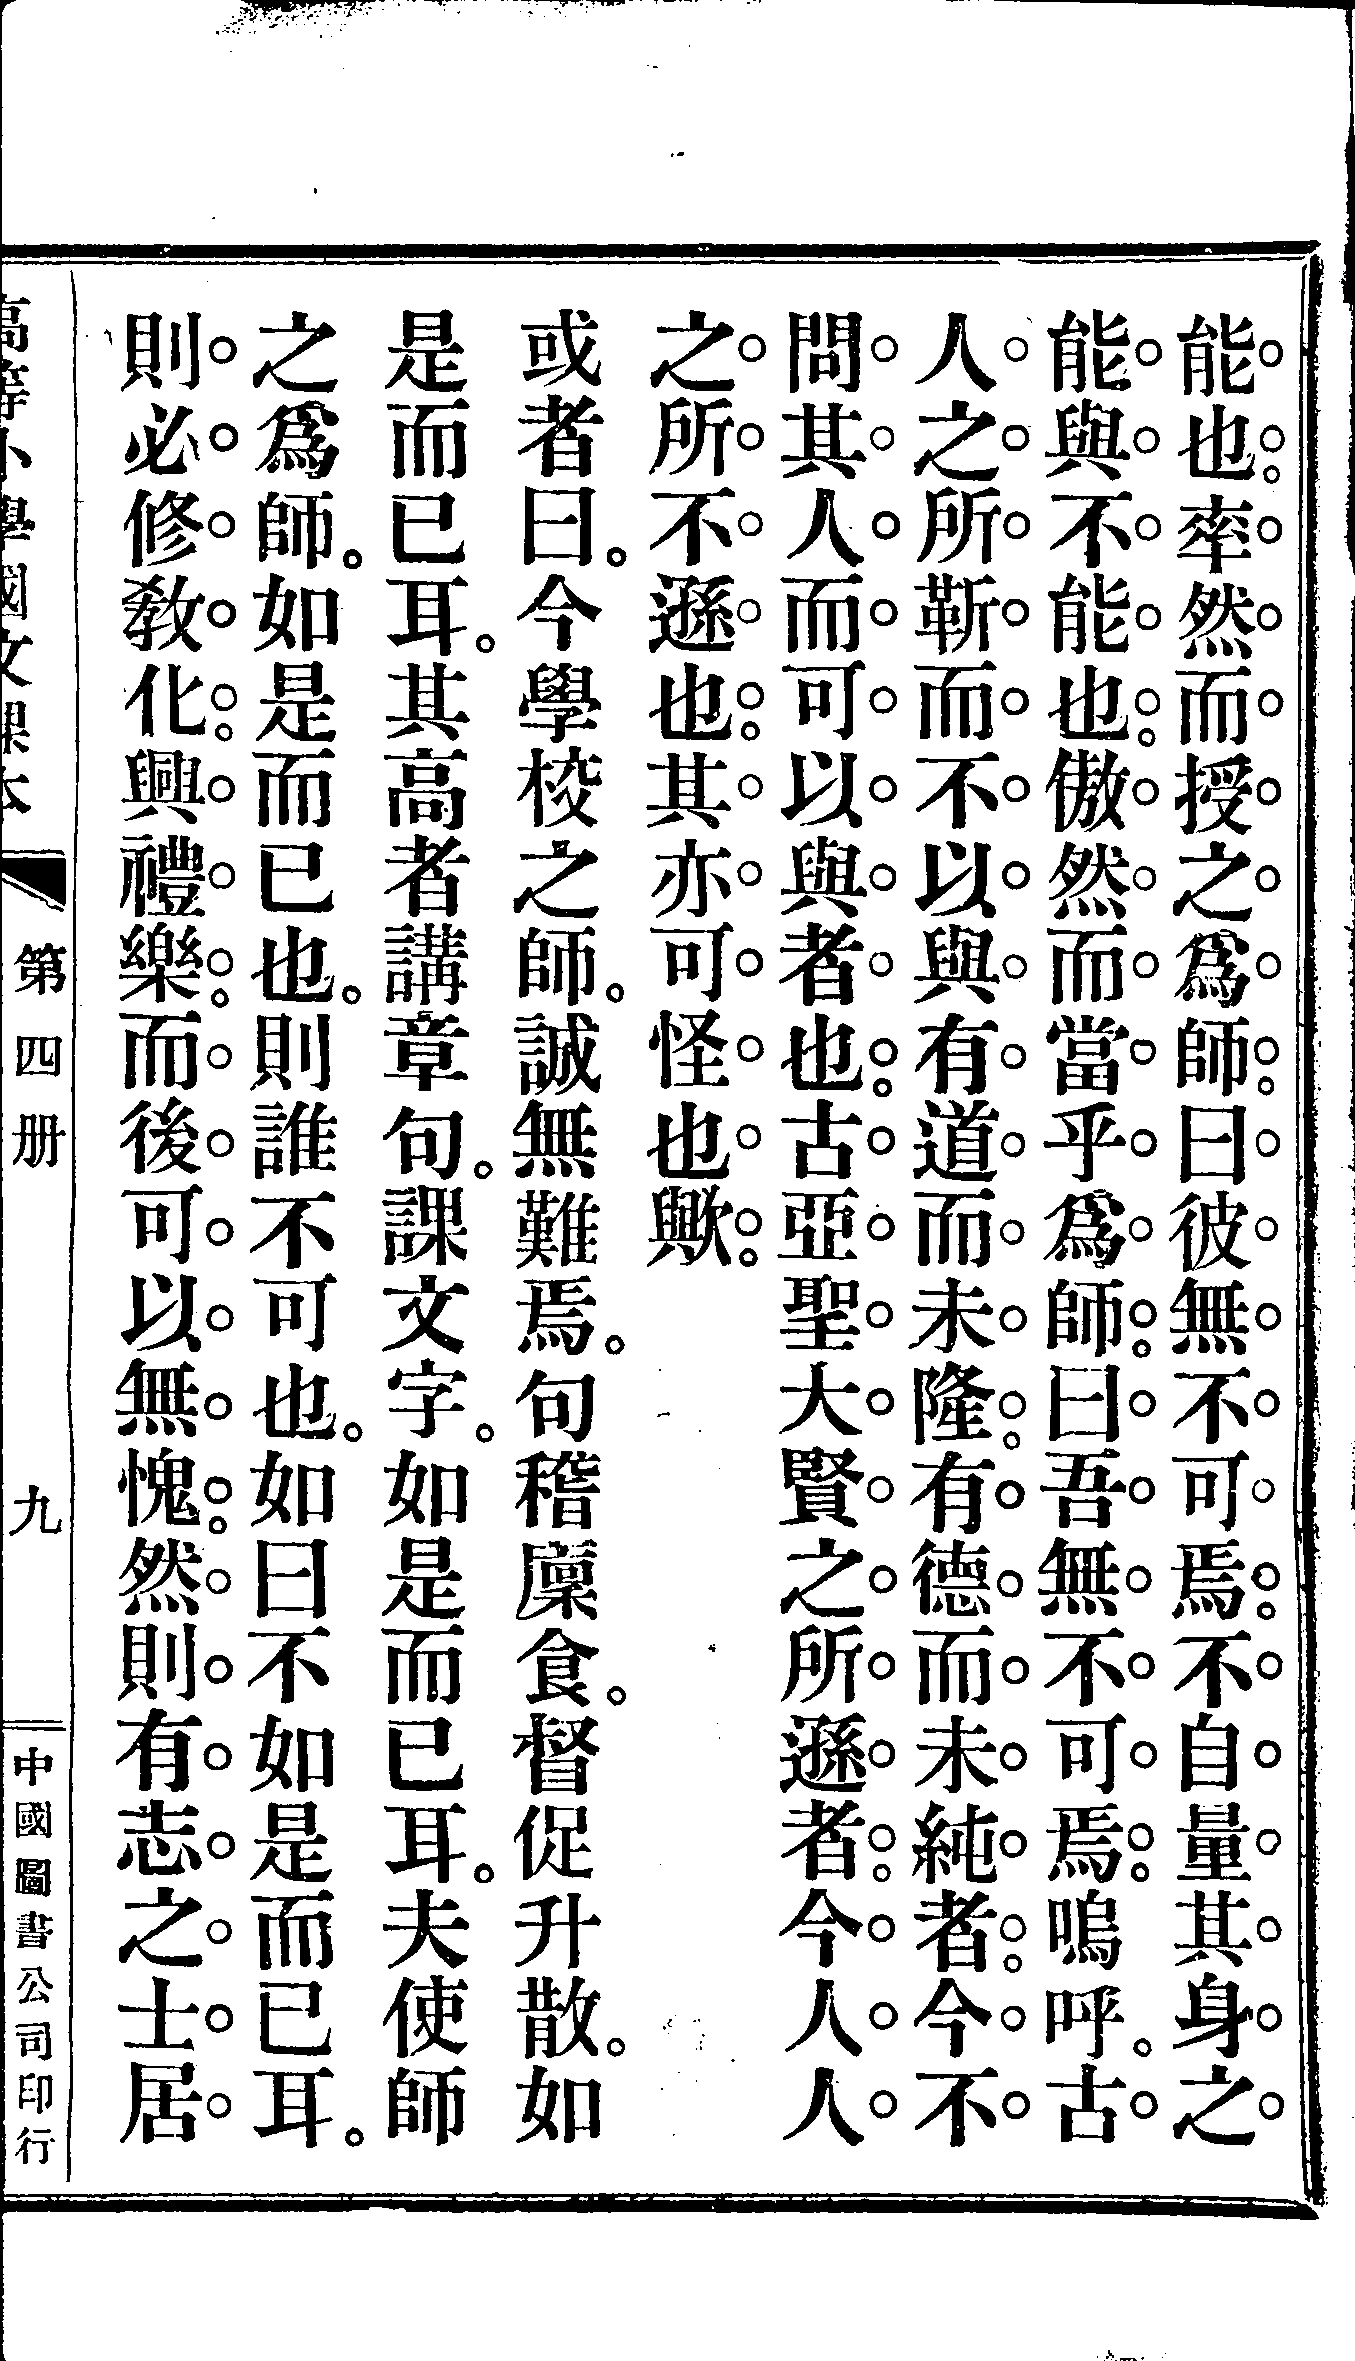 能也。率然而授之爲師。曰彼無不可焉。不自量其身之
能與不能也。傲然而當乎爲師。曰吾無不可焉。嗚呼。古
人之所靳而不以與有道而未隆。有德而未純者。今不
問其人而可以與者也。古亞聖大賢之所遜者。今人人
之所不遜也。其亦可怪也歟。
或者曰。今學校之師。誠無難焉。句稽廩食。督促升散。如
是而已耳。其高者講章句。課文字。如是而已耳。夫使師
之爲師。如是而已也。則誰不可也。如曰不如是而已耳。
則必修敎化。興禮樂。而後可以無愧。然則有志之士居
高等小學國文課本
第四册
九
中國圖書公司印行